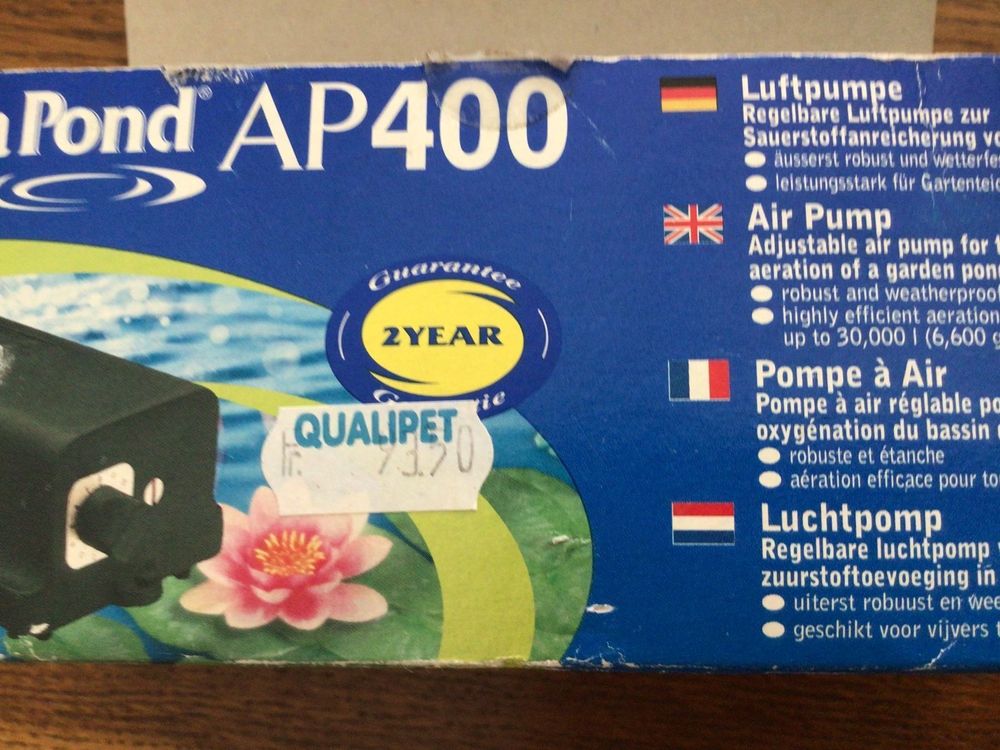 Pond® AP400
Guarantee
2YEAR
QUALIPET
Fr.
Luftpumpe
Regelbare Luftpumpe zur
Sauerstoffanreicherung
äusserst robust und
leistungsstark für
Air Pump
Adjustable air pump for
aeration of a garden
robust and
highly efficient aeration
up to 30,000 l (6,600
Pompe à Air
Pompe à air réglable
oxygénation du bassin
robuste et étanche
aération efficace pour
Luchtpomp
Regelbare luchtpomp
zuurstoftoevoeging in
uiterst robuust en
geschikt voor vijvers